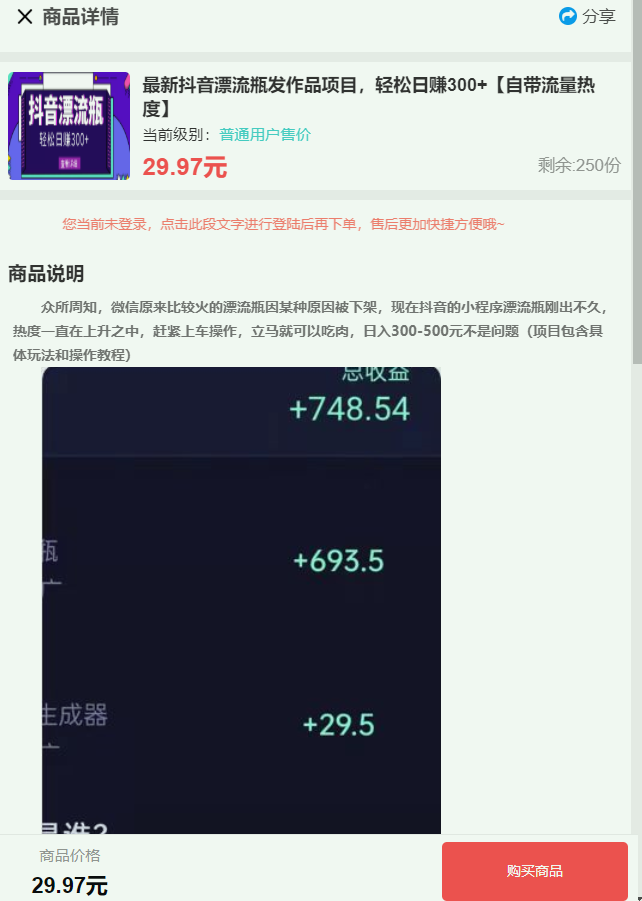 商品详情
分享
抖音漂流瓶
轻松日赚300+
最新抖音漂流瓶发作品项目，轻松日赚300+【自带流量热
度】
当前级别：普通用户售价
29.97元
剩余:250份
您当前未登录，点击此段文字进行登陆后再下单，售后更加快捷方便哦~
商品说明
众所周知，微信原来比较火的漂流瓶因某种原因被下架，现在抖音的小程序漂流瓶刚出不久，
热度一直在上升之中，赶紧上车操作，立马就可以吃肉，日入300-500元不是问题（项目包含具
体玩法和操作教程）
总收益
+748.54
瓶
+693.5
广
生成器
+29.5
是谁?
商品价格
29.97元
购买商品